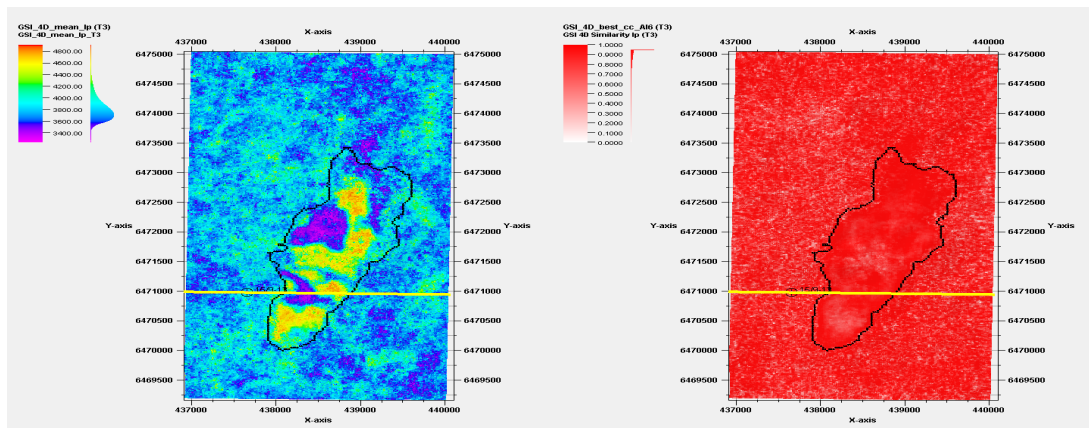 GSI_4D_mean_Ip (T3)
GSI_4D_mean_Ip_T3
4800.00
4600.00
4400.00
4200.00
4000.00
3800.00
3600.00
3400.00
X-axis
437000 438000 439000 440000
6475000 6475000
6474500 6474500
6474000 6474000
6473500 6473500
6473000 6473000
6472500 6472500
Y-axis 6472000 6472000 Y-axis
6471500 6471500
6471000 6471000
6470500 6470500
6470000 6470000
6469500 6469500
437000 438000 439000 440000
X-axis
GSI_4D_best_cc_AI6 (T3)
GSI 4D Similarity Ip (T3)
1.0000
0.9000
0.8000
0.7000
0.6000
0.5000
0.4000
0.3000
0.2000
0.1000
0.0000
X-axis
437000 438000 439000 440000
6475000 6475000
6474500 6474500
6474000 6474000
6473500 6473500
6473000 6473000
6472500 6472500
Y-axis 6472000 6472000 Y-axis
6471500 6471500
6471000 6471000
6470500 6470500
6470000 6470000
6469500 6469500
437000 438000 439000 440000
X-axis